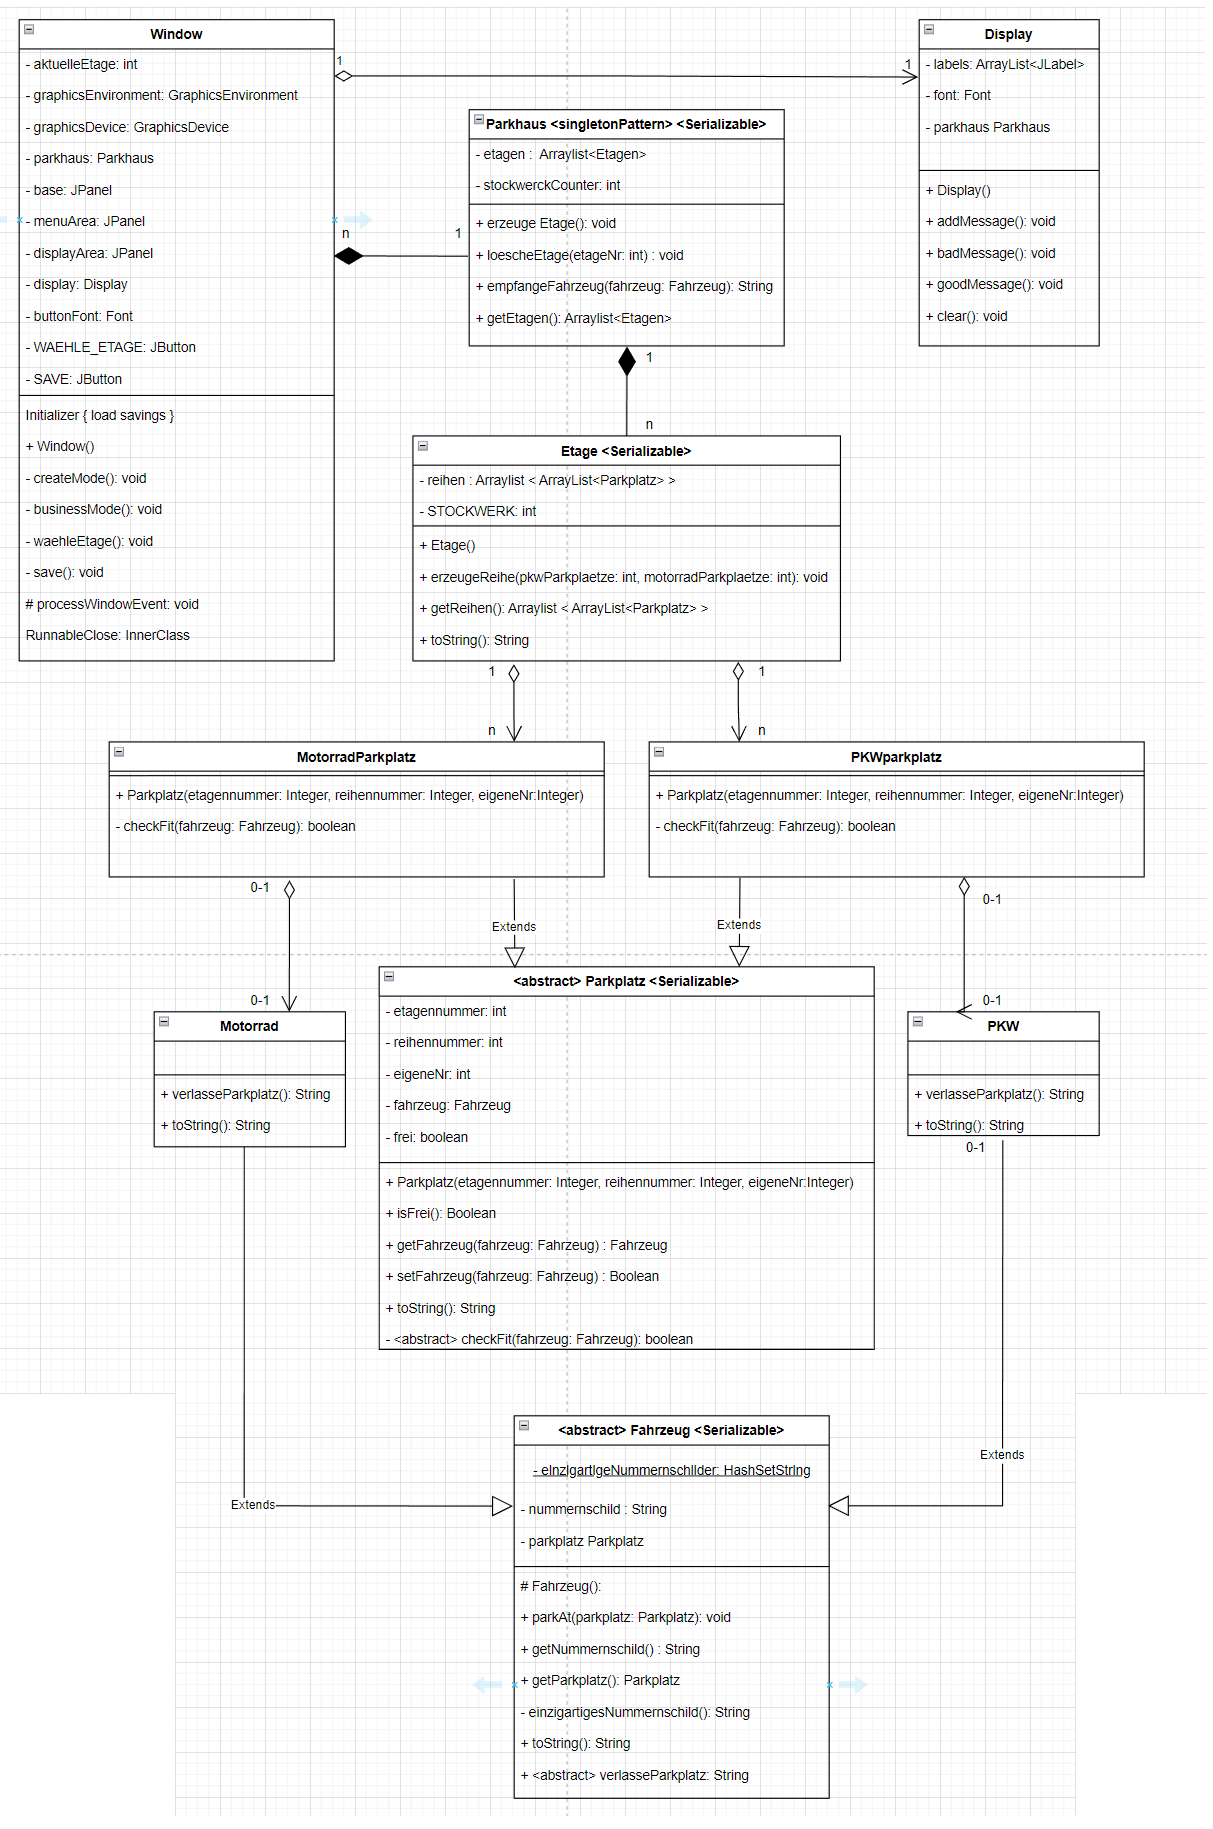 Window
- aktuelleEtage: int
- graphicsEnvironment: GraphicsEnvironment
- graphicsDevice: GraphicsDevice
- parkhaus: Parkhaus
- base: JPanel
- menuArea: JPanel
- displayArea: JPanel
- display: Display
- buttonFont: Font
- WAEHLE_ETAGE: JButton
- SAVE: JButton
Initializer { load savings }
+ Window()
- createMode(): void
- businessMode(): void
- waehleEtage(): void
- save(): void
# processWindowEvent: void
RunnableClose: InnerClass
1
1
n
1
Display
- labels: ArrayList<JLabel>
- font: Font
- parkhaus Parkhaus
+ Display()
+ addMessage(): void
+ badMessage(): void
+ goodMessage(): void
+ clear(): void
Parkhaus <singletonPattern> <Serializable>
- etagen :  Arraylist<Etagen>
- stockwerckCounter: int
+ erzeuge Etage(): void
+ loescheEtage(etageNr: int) : void
+ empfangeFahrzeug(fahrzeug: Fahrzeug): String
+ getEtagen(): Arraylist<Etagen>
1
n
Etage <Serializable>
- reihen : Arraylist < ArrayList<Parkplatz> >
- STOCKWERK: int
+ Etage()
+ erzeugeReihe(pkwParkplaetze: int, motorradParkplaetze: int): void
+ getReihen(): Arraylist < ArrayList<Parkplatz> >
+ toString(): String
1
1
n
n
MotorradParkplatz
+ Parkplatz(etagennummer: Integer, reihennummer: Integer, eigeneNr:Integer)
- checkFit(fahrzeug: Fahrzeug): boolean
PKWparkplatz
+ Parkplatz(etagennummer: Integer, reihennummer: Integer, eigeneNr:Integer)
- checkFit(fahrzeug: Fahrzeug): boolean
0-1
0-1
Extends
Extends
0-1
0-1
Motorrad
+ verlasseParkplatz(): String
+ toString(): String
<abstract> Parkplatz <Serializable>
- etagennummer: int
- reihennummer: int
- eigeneNr: int
- fahrzeug: Fahrzeug
- frei: boolean
+ Parkplatz(etagennummer: Integer, reihennummer: Integer, eigeneNr:Integer)
+ isFrei(): Boolean
+ getFahrzeug(fahrzeug: Fahrzeug) : Fahrzeug
+ setFahrzeug(fahrzeug: Fahrzeug) : Boolean
+ toString(): String
- <abstract> checkFit(fahrzeug: Fahrzeug): boolean
PKW
+ verlasseParkplatz(): String
+ toString(): String
0-1
Extends
Extends
<abstract> Fahrzeug <Serializable>
- einzigartigeNummernschilder: HashSetString
- nummernschild : String
- parkplatz Parkplatz
# Fahrzeug():
+ parkAt(parkplatz: Parkplatz): void
+ getNummernschild() : String
+ getParkplatz(): Parkplatz
- einzigartigesNummernschild(): String
+ toString(): String
+ <abstract> verlasseParkplatz: String